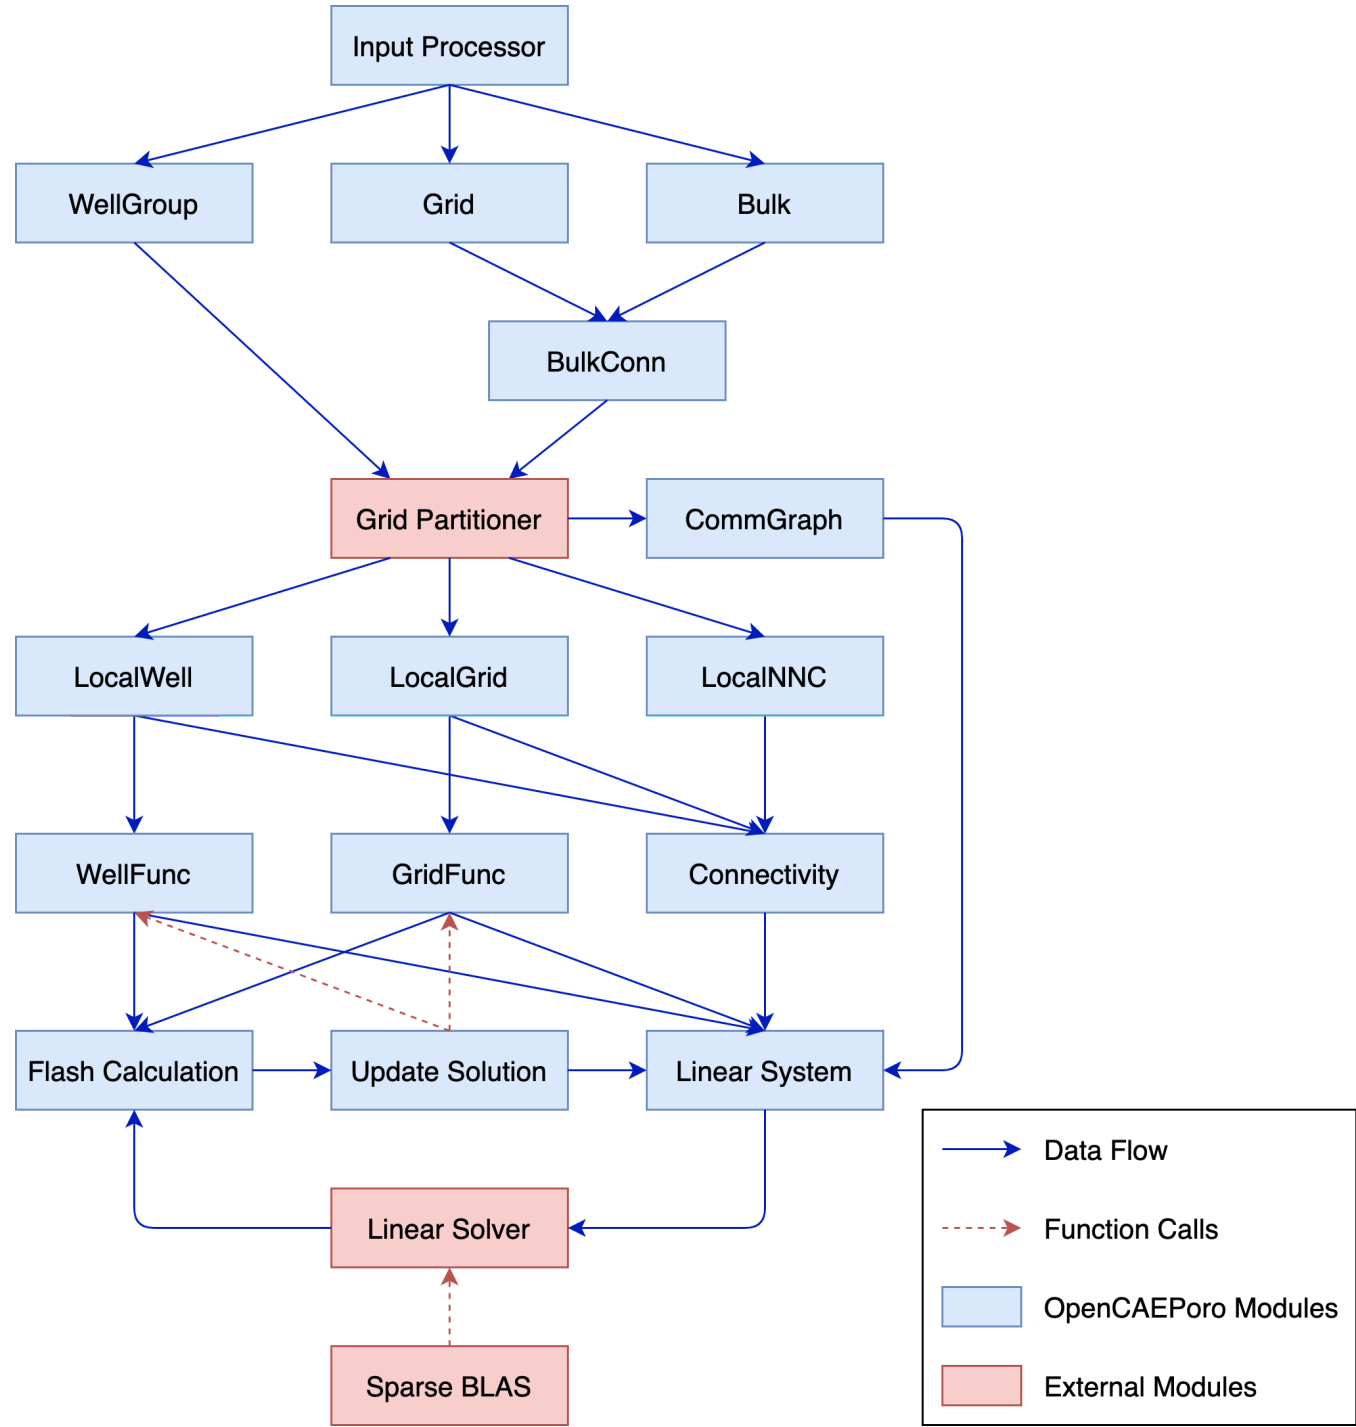 Input Processor
WellGroup
Grid
Bulk
BulkConn
Grid Partitioner
CommGraph
LocalWell
LocalGrid
LocalNNC
WellFunc
GridFunc
Connectivity
Flash Calculation
Update Solution
Linear System
Linear Solver
Sparse BLAS
Data Flow
Function Calls
OpenCAEPoro Modules
External Modules